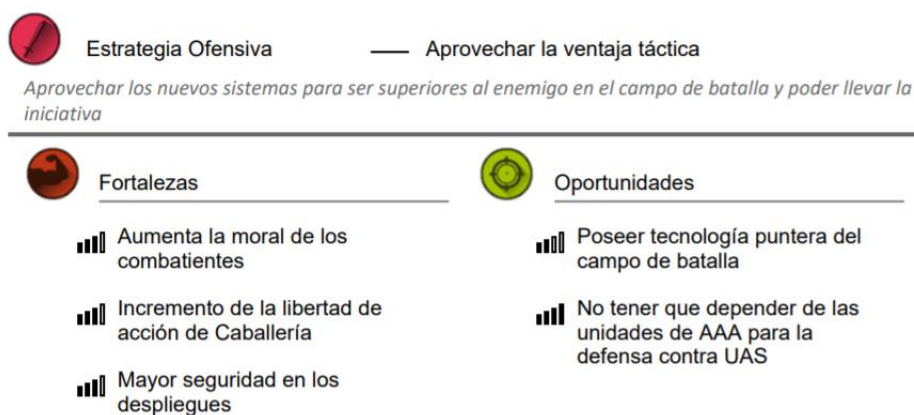 Estrategia Ofensiva — Aprovechar la ventaja táctica
Aprovechar los nuevos sistemas para ser superiores al enemigo en el campo de batalla y poder llevar la
iniciativa
Fortalezas
Aumenta la moral de los
combatientes
Incremento de la libertad de
acción de Caballería
Mayor seguridad en los
despliegues
Oportunidades
Poseer tecnología puntera del
campo de batalla
No tener que depender de las
unidades de AAA para la
defensa contra UAS